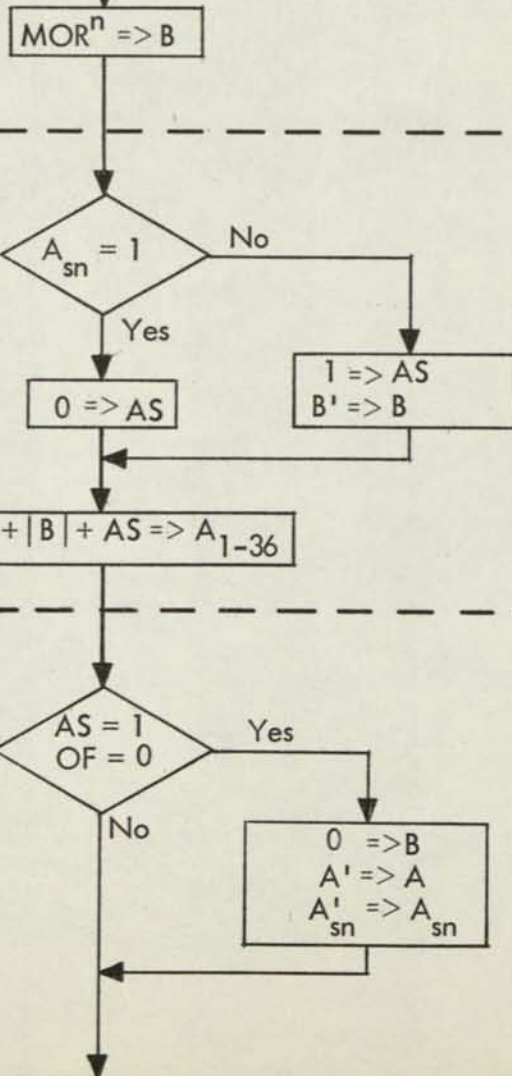 MORⁿ => B
A_sn = 1
No
Yes
0 => AS
1 => AS
B' => B
+ |B| + AS => A_1-36
AS = 1
OF = 0
Yes
No
0 => B
A' => A
A'_sn => A_sn